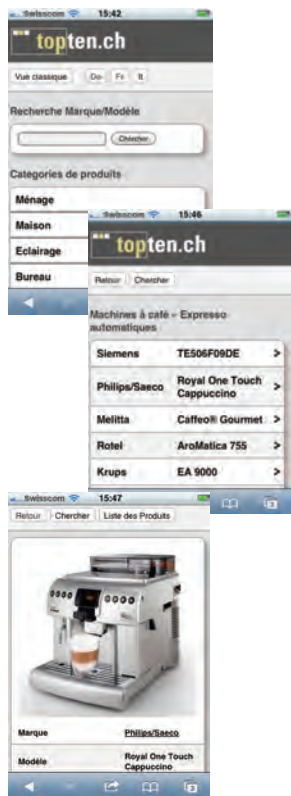 Swisscom 15:42
topten.ch
Vue classique De Fr It
Recherche Marque/Modèle
Chercher
Catégories de produits
Ménage
Maison
Eclairage
Bureau
Swisscom 15:46
topten.ch
Retour Chercher
Machines à café – Expresso
automatiques
Siemens TE506F09DE >
Philips/Saeco Royal One Touch
Cappuccino >
Melitta Caffeo® Gourmet >
Rotel AroMatica 755 >
Krups EA 9000 >
3
Swisscom 15:47
Retour Chercher Liste des Produits
Marque Philips/Saeco
Modèle Royal One Touch
Cappuccino
3